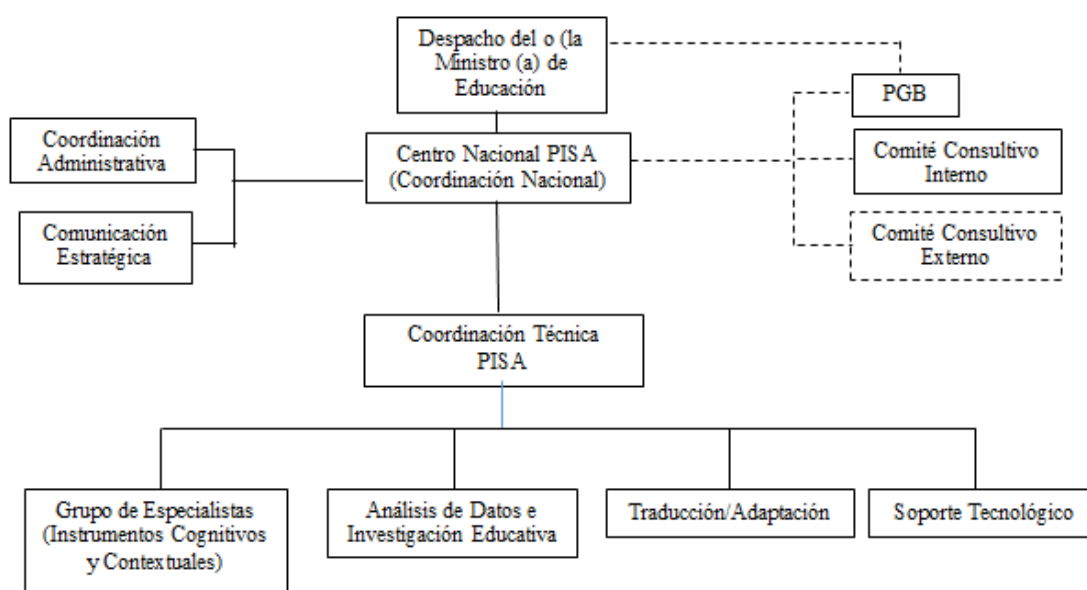 Despacho del o (la
Ministro (a) de
Educación
PGB
Coordinación
Administrativa
Centro Nacional PISA
(Coordinación Nacional)
Comité Consultivo
Interno
Comunicación
Estratégica
Comité Consultivo
Externo
Coordinación Técnica
PISA
Grupo de Especialistas
(Instrumentos Cognitivos
y Contextuales)
Análisis de Datos e
Investigación Educativa
Traducción/Adaptación
Soporte Tecnológico